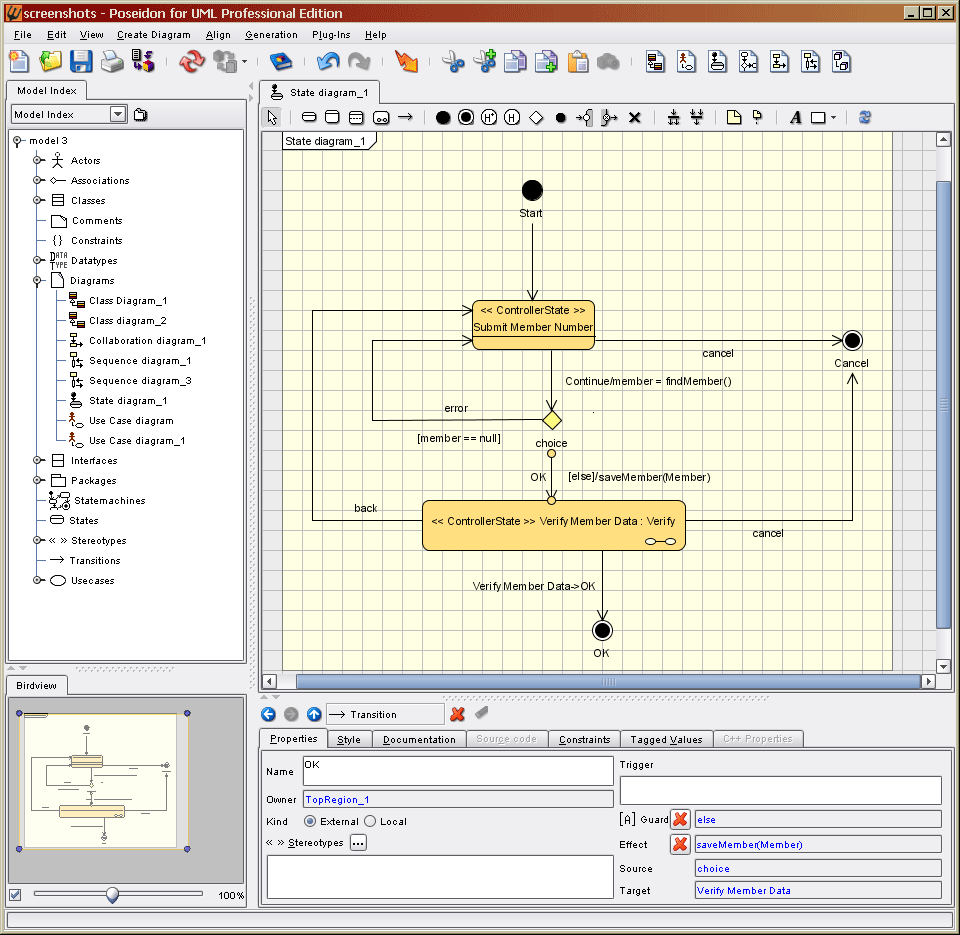 screenshots - Poseidon for UML Professional Edition
File Edit View Create Diagram Align Generation Plug-Ins Help
Model Index
Model Index
model 3
Actors
Associations
Classes
Comments
{} Constraints
DATA TYPE Datatypes
Diagrams
Class Diagram_1
Class diagram_2
Collaboration diagram_1
Sequence diagram_1
Sequence diagram_3
State diagram_1
Use Case diagram
Use Case diagram_1
Interfaces
Packages
Statemachines
States
« » Stereotypes
Transitions
Usecases
Birdview
100%
State diagram_1
H* H A
State diagram_1
Start
<< ControllerState >>
Submit Member Number
cancel
Cancel
Continue/member = findMember()
error
[member == null]
choice
OK [else]/saveMember(Member)
back
<< ControllerState >> Verify Member Data : Verify
cancel
Verify Member Data->OK
OK
Transition
Properties Style Documentation Source code Constraints Tagged Values C++ Properties
Name OK
Owner TopRegion_1
Kind External Local
« » Stereotypes ...
Trigger
[A] Guard else
Effect saveMember(Member)
Source choice
Target Verify Member Data